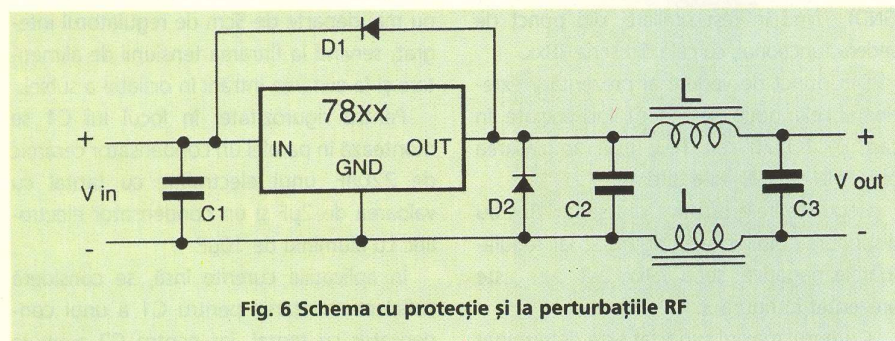 D1
L
78xx
+
IN
OUT
+
GND
V in
C1
D2
C2
C3
V out
L
-
-
Fig. 6 Schema cu protecție și la perturbațiile RF